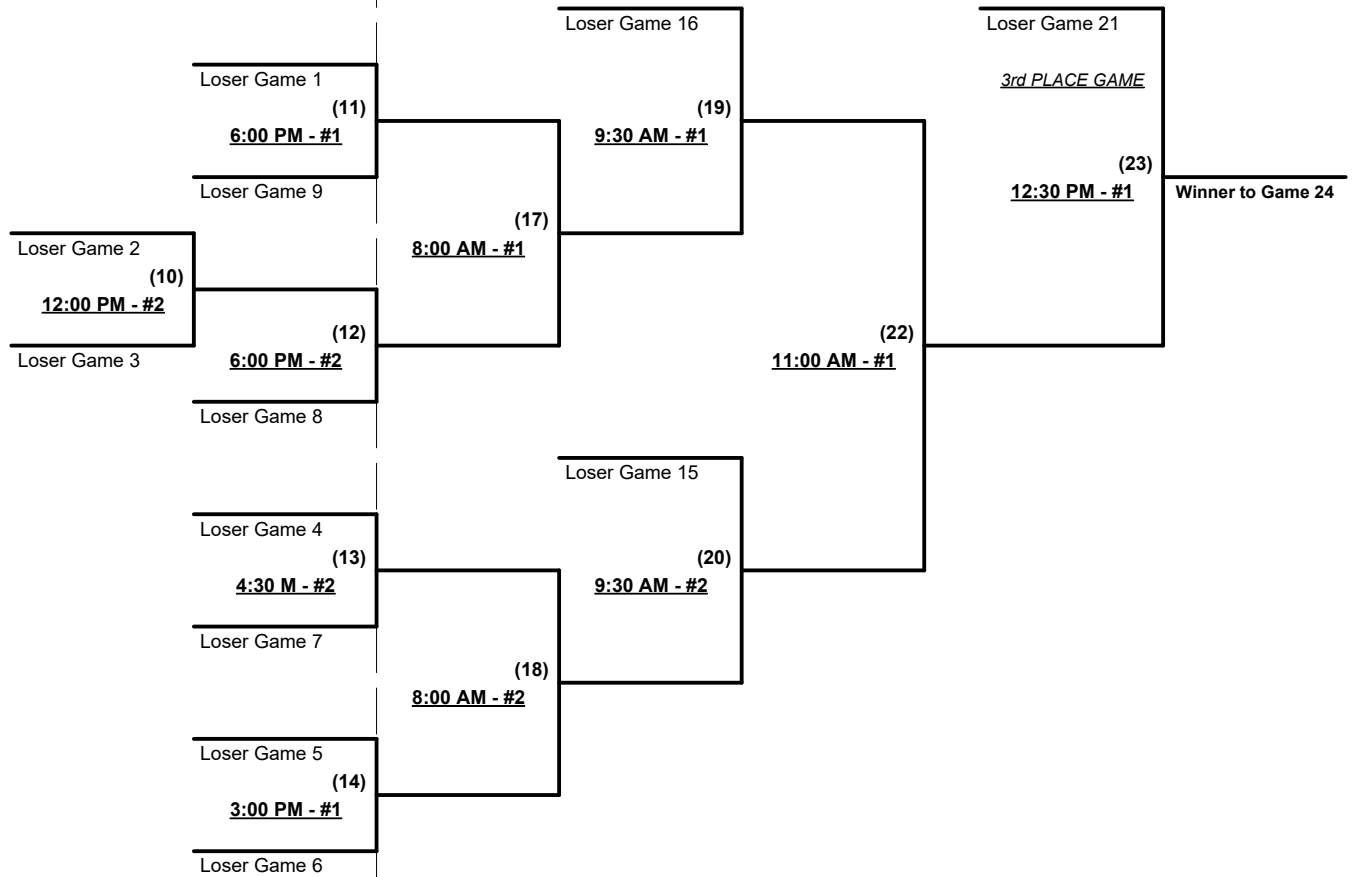 Loser Game 16
Loser Game 21
Loser Game 1
3rd PLACE GAME
(11)
(19)
6:00 PM - #1
9:30 AM - #1
(23)
Loser Game 9
12:30 PM - #1
Winner to Game 24
(17)
Loser Game 2
8:00 AM - #1
(10)
12:00 PM - #2
(12)
(22)
Loser Game 3
6:00 PM - #2
11:00 AM - #1
Loser Game 8
Loser Game 15
Loser Game 4
(13)
(20)
4:30 M - #2
9:30 AM - #2
Loser Game 7
(18)
8:00 AM - #2
Loser Game 5
(14)
3:00 PM - #1
Loser Game 6